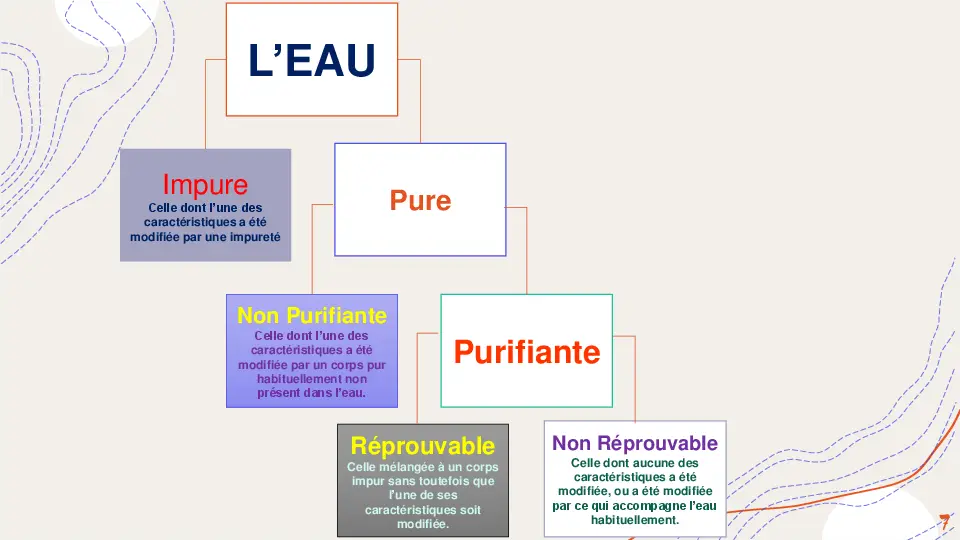 L’EAU
Impure
Celle dont l’une des
caractéristiques a été
modifiée par une impureté
Pure
Non Purifiante
Celle dont l’une des
caractéristiques a été
modifiée par un corps pur
habituellement non
présent dans l’eau.
Purifiante
Réprouvable
Celle mélangée à un corps
impur sans toutefois que
l’une de ses
caractéristiques soit
modifiée.
Non Réprouvable
Celle dont aucune des
caractéristiques a été
modifiée, ou a été modifiée
par ce qui accompagne l’eau
habituellement.
7